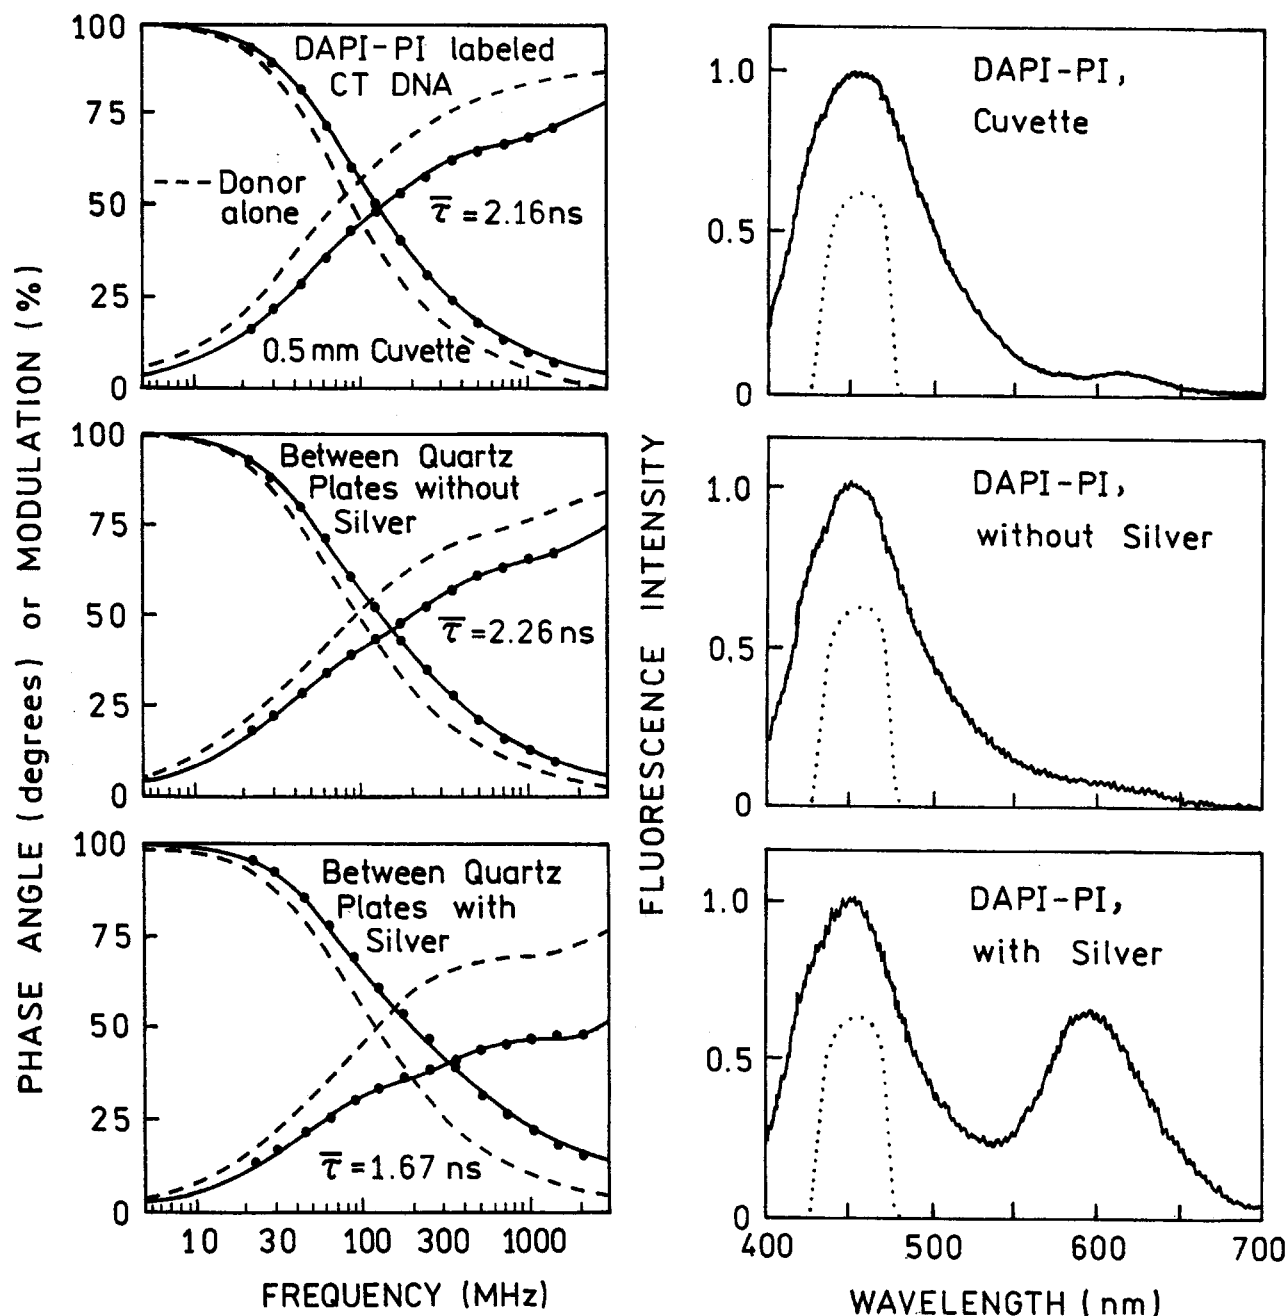 PHASE ANGLE (degrees) or MODULATION (%)
100
75
50
25
0
DAPI-PI labeled
CT DNA
--- Donor
alone
τ̅ = 2.16ns
0.5mm Cuvette
100
75
50
25
0
Between Quartz
Plates without
Silver
τ̅ = 2.26ns
100
75
50
25
0
Between Quartz
Plates with
Silver
τ̅ = 1.67 ns
10 30 100 300 1000
FREQUENCY (MHz)
FLUORESCENCE INTENSITY
1.0
0.5
0
DAPI-PI,
Cuvette
1.0
0.5
0
DAPI-PI,
without Silver
1.0
0.5
0
DAPI-PI,
with Silver
400 500 600 700
WAVELENGTH (nm)